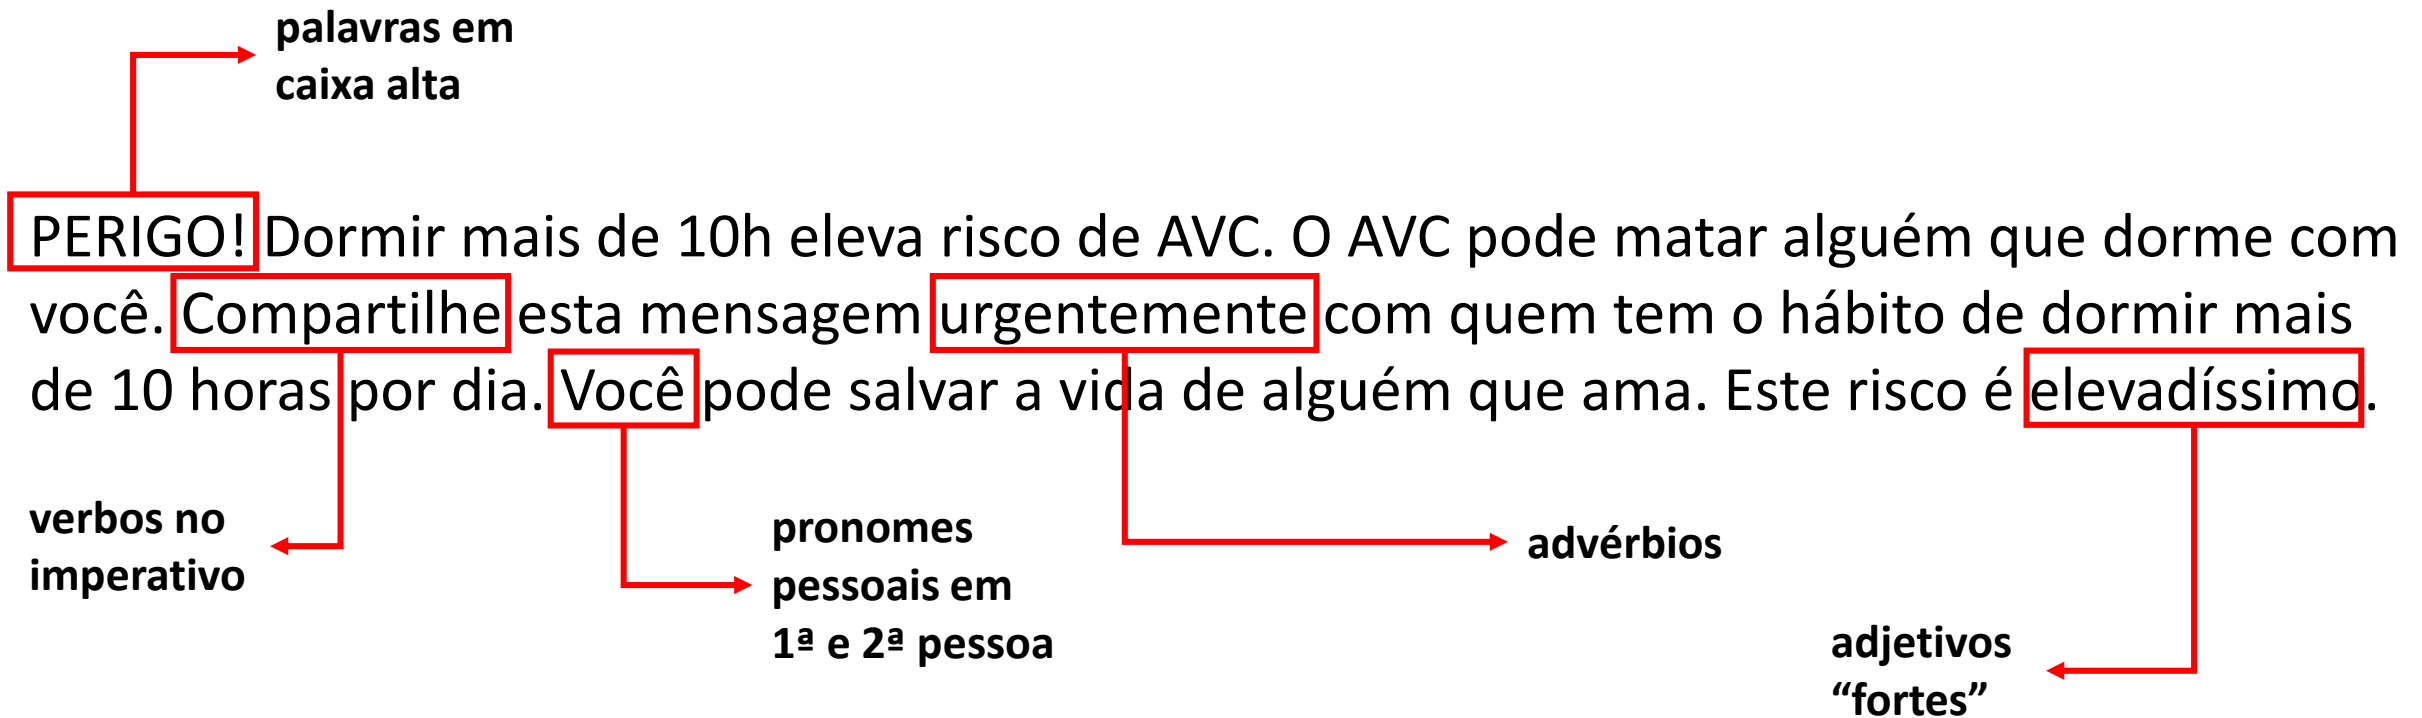 palavras em
caixa alta
PERIGO! Dormir mais de 10h eleva risco de AVC. O AVC pode matar alguém que dorme com
você. Compartilhe esta mensagem urgentemente com quem tem o hábito de dormir mais
de 10 horas por dia. Você pode salvar a vida de alguém que ama. Este risco é elevadíssimo.
verbos no
imperativo
pronomes
pessoais em
1ª e 2ª pessoa
advérbios
adjetivos
“fortes”